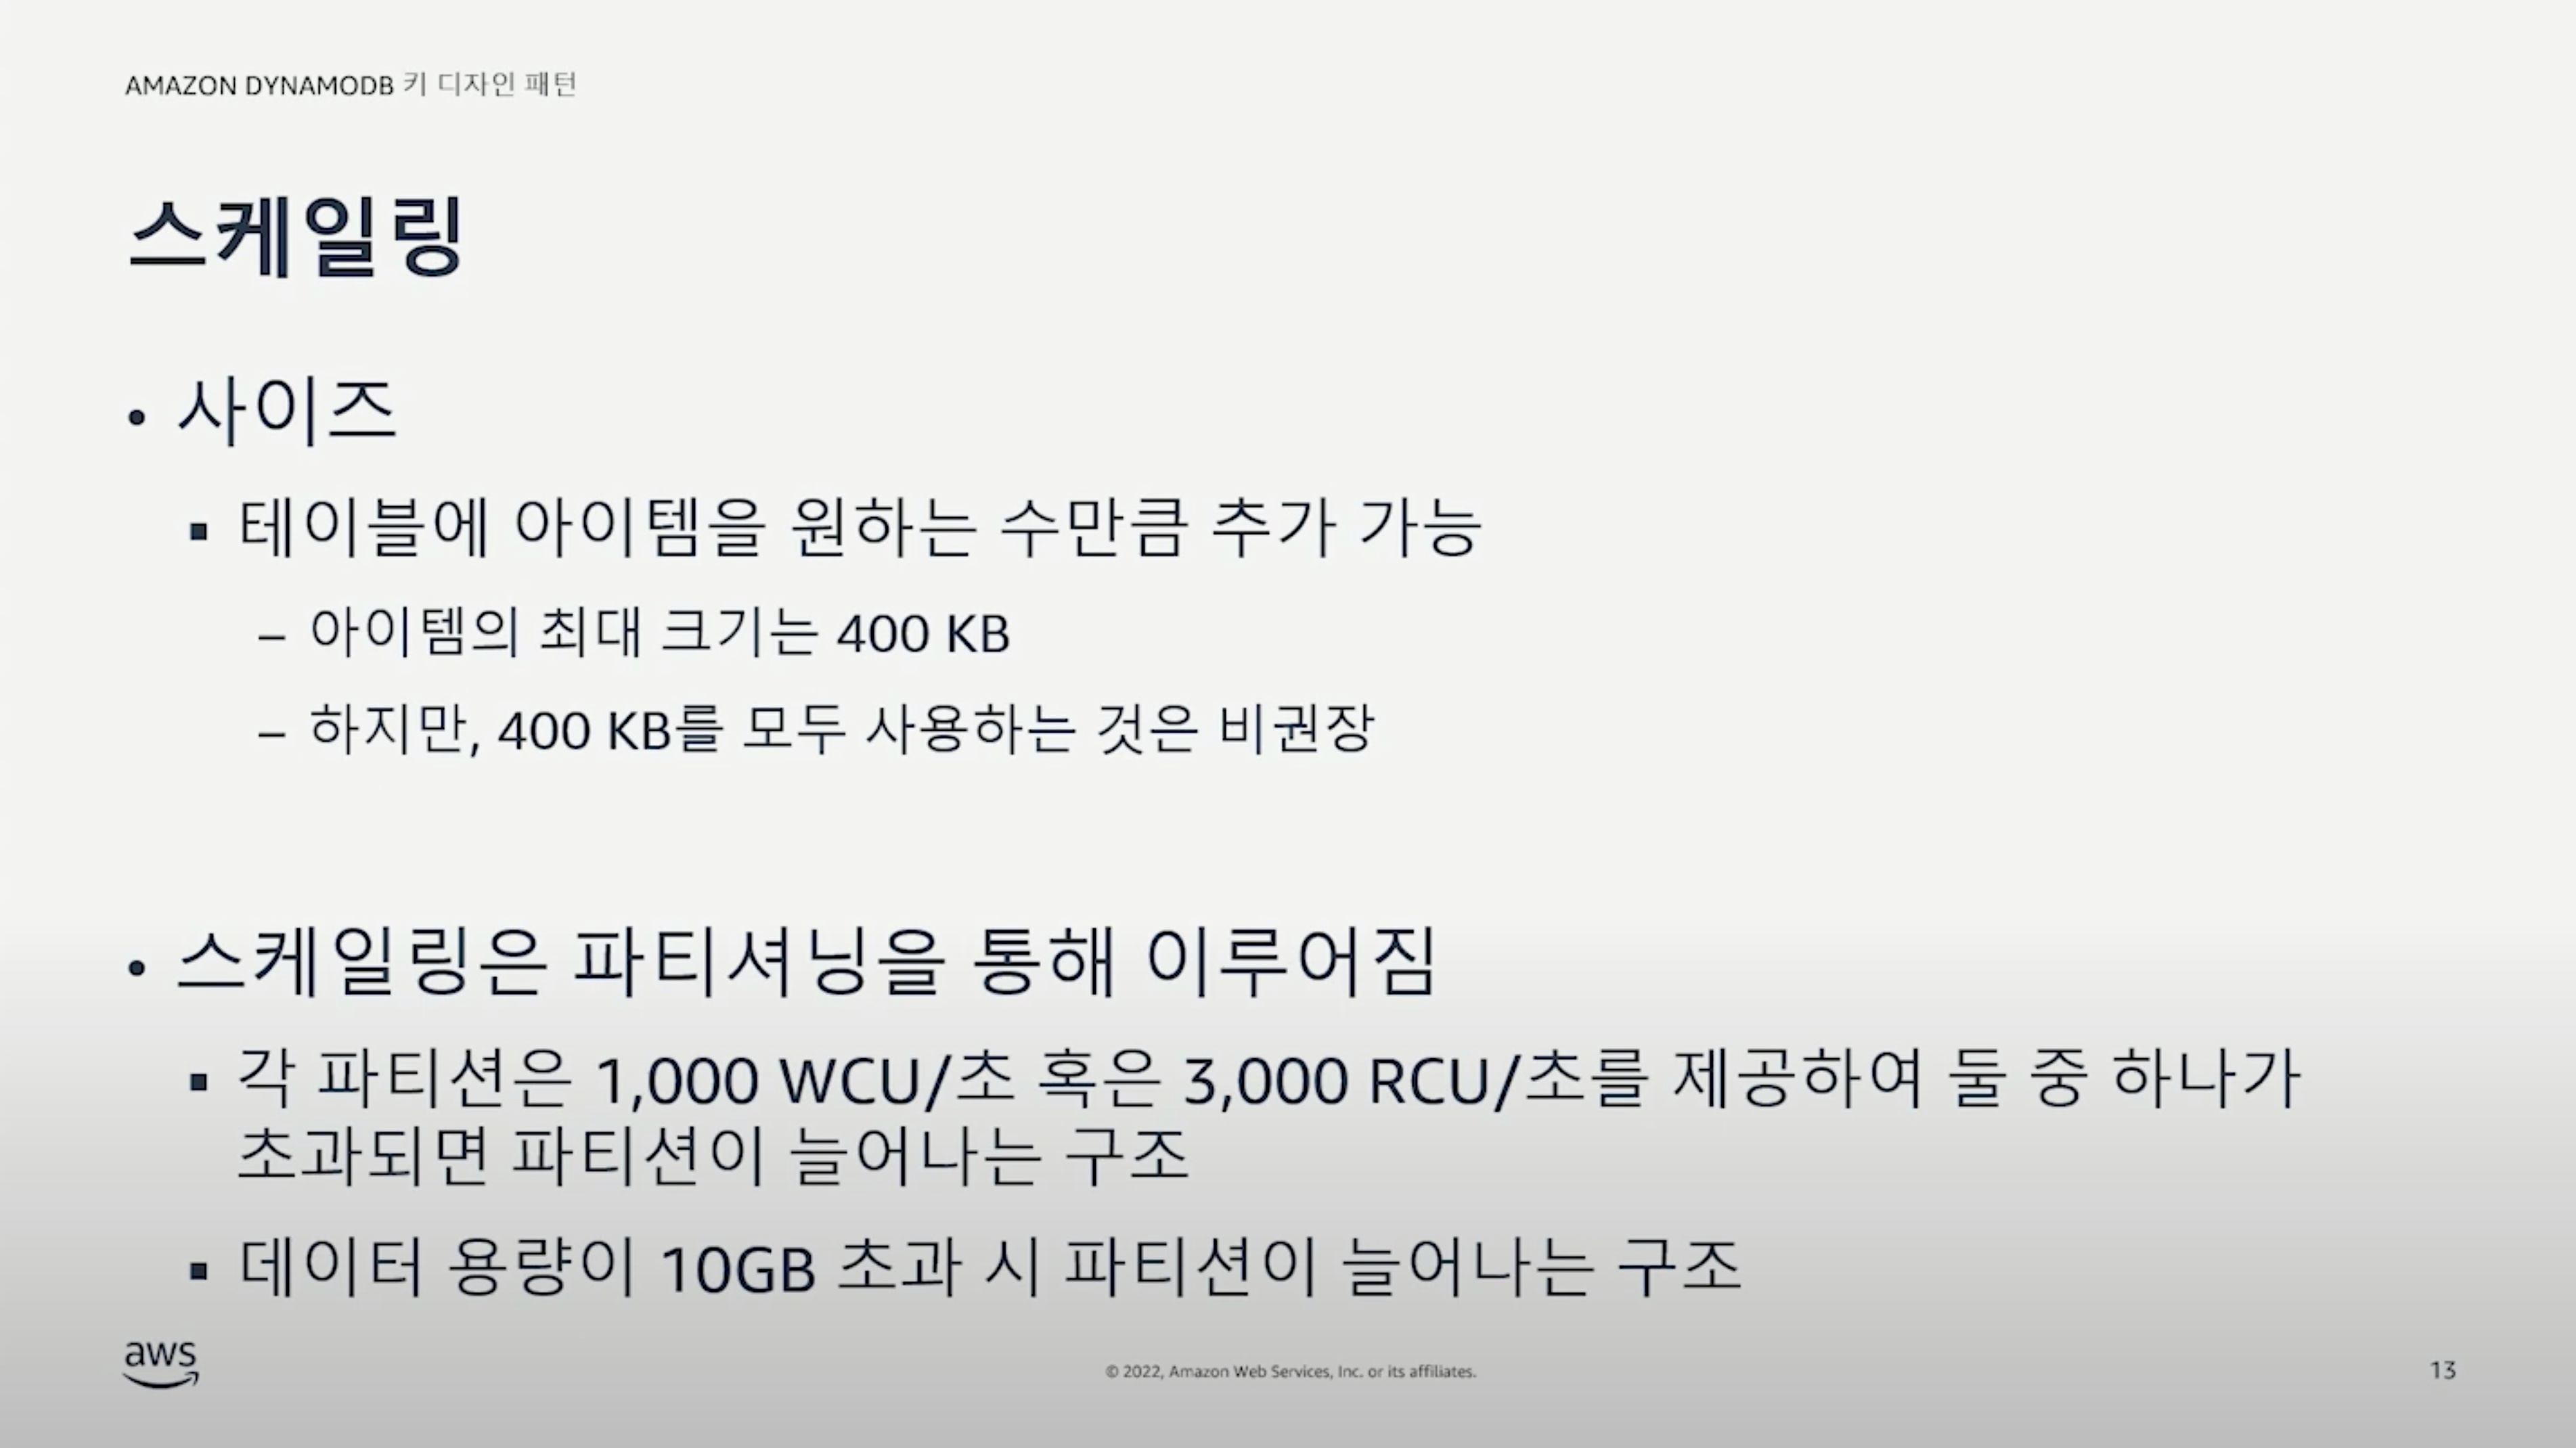 AMAZON DYNAMODB 키 디자인 패턴
스케일링
• 사이즈
▪ 테이블에 아이템을 원하는 수만큼 추가 가능
– 아이템의 최대 크기는 400 KB
– 하지만, 400 KB를 모두 사용하는 것은 비권장
• 스케일링은 파티셔닝을 통해 이루어짐
▪ 각 파티션은 1,000 WCU/초 혹은 3,000 RCU/초를 제공하여 둘 중 하나가
초과되면 파티션이 늘어나는 구조
▪ 데이터 용량이 10GB 초과 시 파티션이 늘어나는 구조
aws
© 2022, Amazon Web Services, Inc. or its affiliates.
13